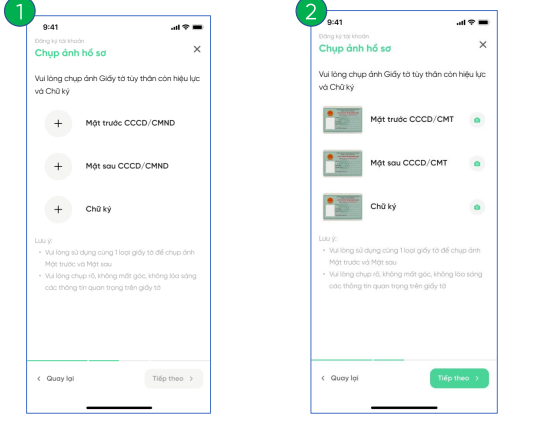 1
9:41
Đăng ký tài khoản
Chụp ảnh hồ sơ
Vui lòng chụp ảnh Giấy tờ tùy thân còn hiệu lực
và Chữ ký
Mặt trước CCCD/CMND
Mặt sau CCCD/CMND
Chữ ký
Lưu ý:
• Vui lòng sử dụng cùng 1 loại giấy tờ để chụp ảnh
Mặt trước và Mặt sau
• Vui lòng chụp rõ, không mất góc, không lóa sáng
các thông tin quan trọng trên giấy tờ
Quay lại
Tiếp theo
2
9:41
Đăng ký tài khoản
Chụp ảnh hồ sơ
Vui lòng chụp ảnh Giấy tờ tùy thân còn hiệu lực
và Chữ ký
Mặt trước CCCD/CMT
Mặt sau CCCD/CMT
Chữ ký
Lưu ý:
• Vui lòng sử dụng cùng 1 loại giấy tờ để chụp ảnh
Mặt trước và Mặt sau
• Vui lòng chụp rõ, không mất góc, không lóa sáng
các thông tin quan trọng trên giấy tờ
Quay lại
Tiếp theo